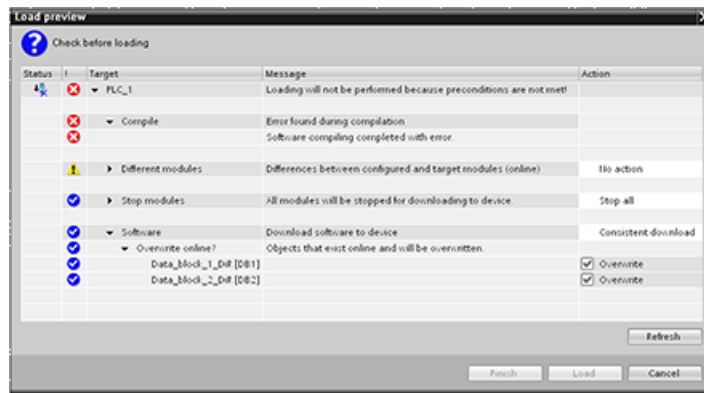 Load preview
Check before loading
Status ! Target Message Action
PLC_1 Loading will not be performed because preconditions are not met!
Compile Error found during compilation
Software compiling completed with error.
Different modules Differences between configured and target modules (online) No action
Stop modules All modules will be stopped for downloading to device. Stop all
Software Download software to device Consistent download
Overwrite online? Objects that exist online and will be overwritten.
Data_block_1_Dif[DB1] Overwrite
Data_block_2_Dif[DB2] Overwrite
Refresh
Finish Load Cancel